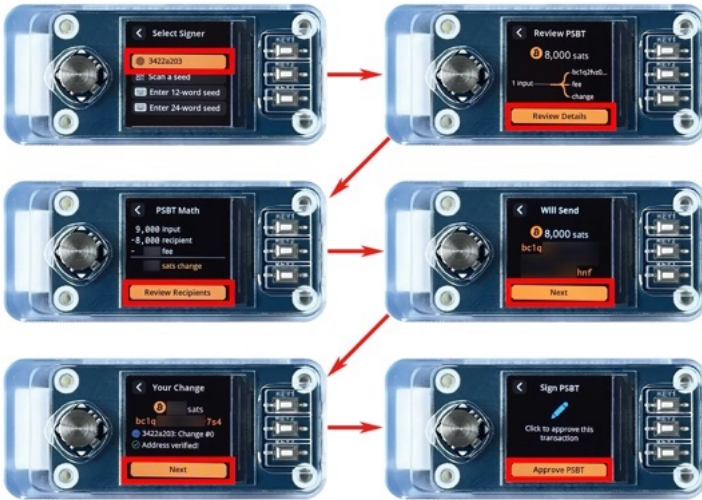 Select Signer
3422a203
Scan a seed
Enter 12-word seed
Enter 24-word seed
KEY1
Review PSBT
8,000 sats
1 input
fee
change
Review Details
KEY1
PSBT Math
9,000 input
-8,000 recipient
- fee
sats change
Review Recipients
Will Send
8,000 sats
bc1q
hnf
Next
Your Change
sats
bc1q 7s4
3422a203: Change #0
Address verified!
Next
Sign PSBT
Click to approve this
transaction
Approve PSBT